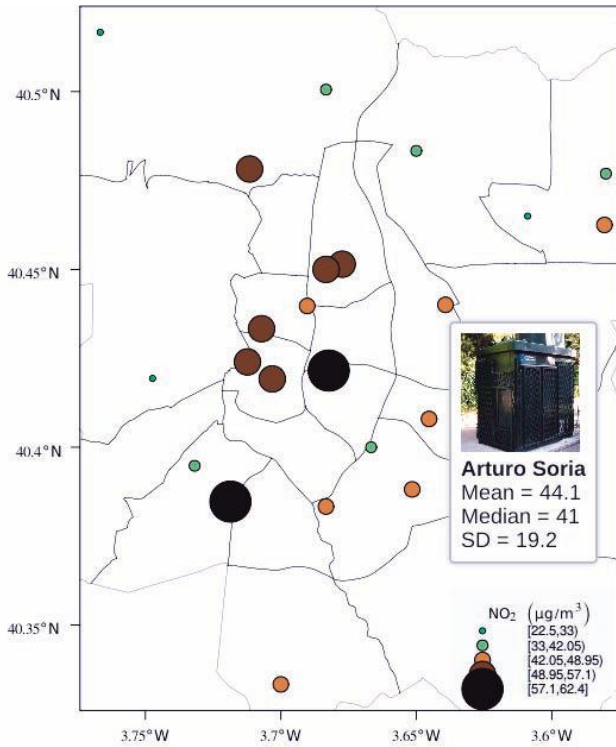 40.5°N
40.45°N
40.4°N
40.35°N
3.75°W
3.7°W
3.65°W
3.6°W
Arturo Soria
Mean = 44.1
Median = 41
SD = 19.2
NO₂ (μg/m³)
[22.5,33)
[33,42.05)
[42.05,48.95)
[48.95,57.1)
[57.1,62.4]